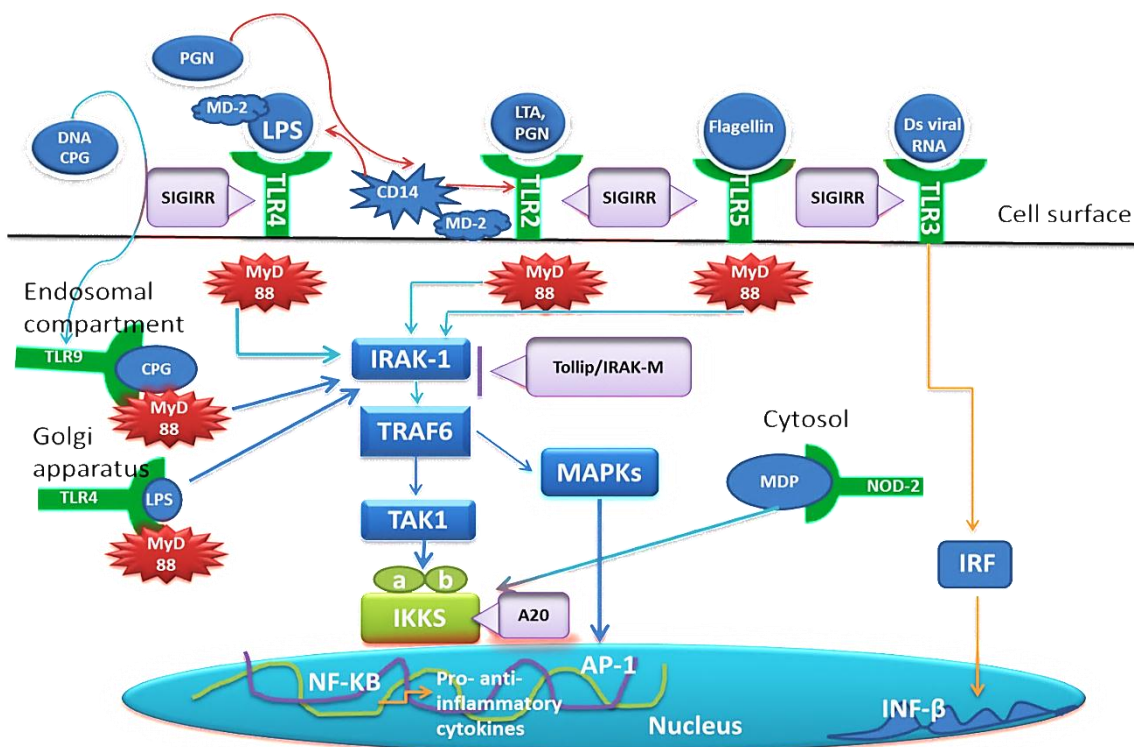 PGN
MD-2
LPS
DNA
CPG
LTA,
PGN
Flagellin
Ds viral
RNA
SIGIRR
TLR4
CD14
MD-2
TLR2
SIGIRR
TLR5
SIGIRR
TLR3
Cell surface
MyD
88
MyD
88
MyD
88
Endosomal
compartment
TLR9
CPG
MyD
88
IRAK-1
Tollip/IRAK-M
Golgi
apparatus
TLR4
LPS
MyD
88
TRAF6
MAPKs
Cytosol
MDP
NOD-2
TAK1
a
b
IKKS
A20
IRF
NF-KB
Pro- anti-
inflammatory
cytokines
AP-1
Nucleus
INF-β